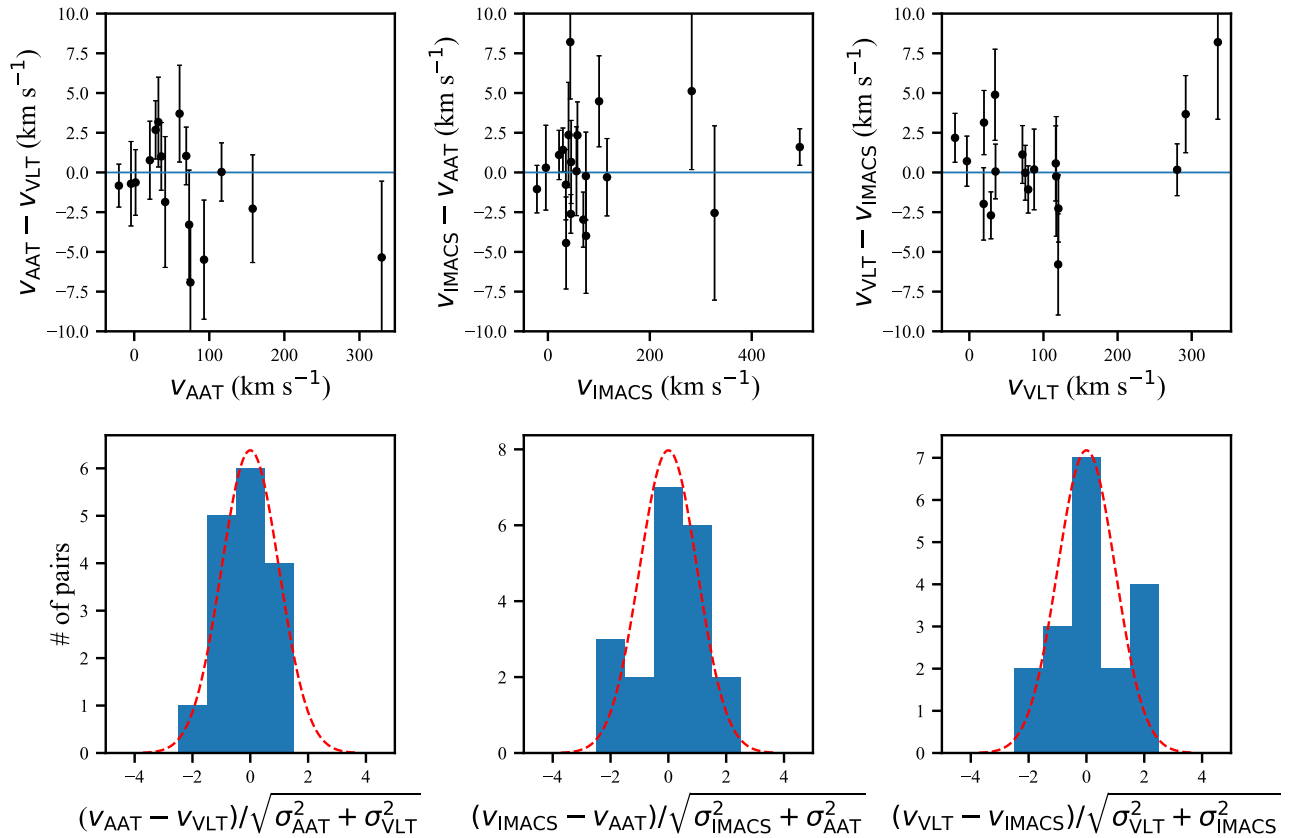 10.0
7.5
5.0
2.5
0.0
−2.5
−5.0
−7.5
−10.0
v_AAT − v_VLT (km s⁻¹)
0 100 200 300
v_AAT (km s⁻¹)
10.0
7.5
5.0
2.5
0.0
−2.5
−5.0
−7.5
−10.0
v_IMACS − v_AAT (km s⁻¹)
0 200 400
v_IMACS (km s⁻¹)
10.0
7.5
5.0
2.5
0.0
−2.5
−5.0
−7.5
−10.0
v_VLT − v_IMACS (km s⁻¹)
0 100 200 300
v_VLT (km s⁻¹)
6
5
4
3
2
1
0
# of pairs
−4 −2 0 2 4
(v_AAT − v_VLT)/√(σ²_AAT + σ²_VLT)
8
6
4
2
0
−4 −2 0 2 4
(v_IMACS − v_AAT)/√(σ²_IMACS + σ²_AAT)
7
6
5
4
3
2
1
0
−4 −2 0 2 4
(v_VLT − v_IMACS)/√(σ²_VLT + σ²_IMACS)